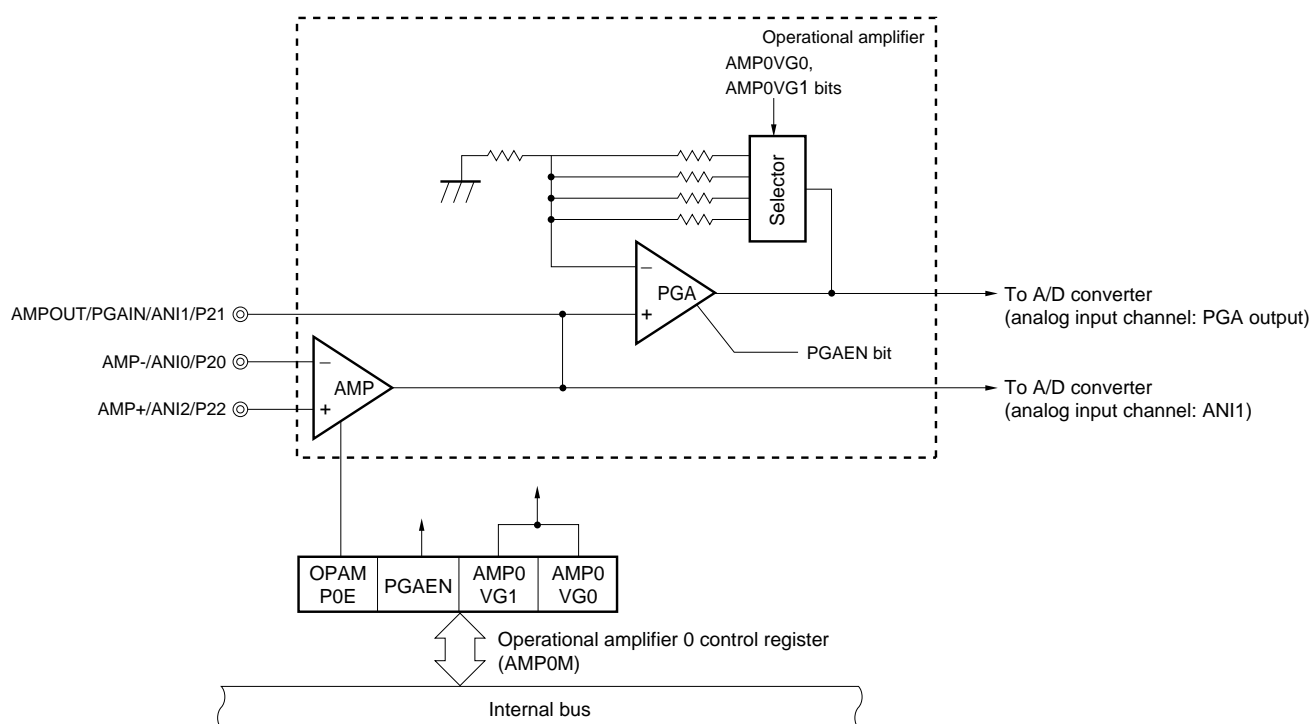 Operational amplifier
AMP0VG0,
AMP0VG1 bits
Selector
−
PGA
+
To A/D converter
(analog input channel: PGA output)
PGAEN bit
AMPOUT/PGAIN/ANI1/P21
AMP-/ANI0/P20
−
AMP
AMP+/ANI2/P22
+
To A/D converter
(analog input channel: ANI1)
OPAM
P0E
PGAEN
AMP0
VG1
AMP0
VG0
Operational amplifier 0 control register
(AMP0M)
Internal bus